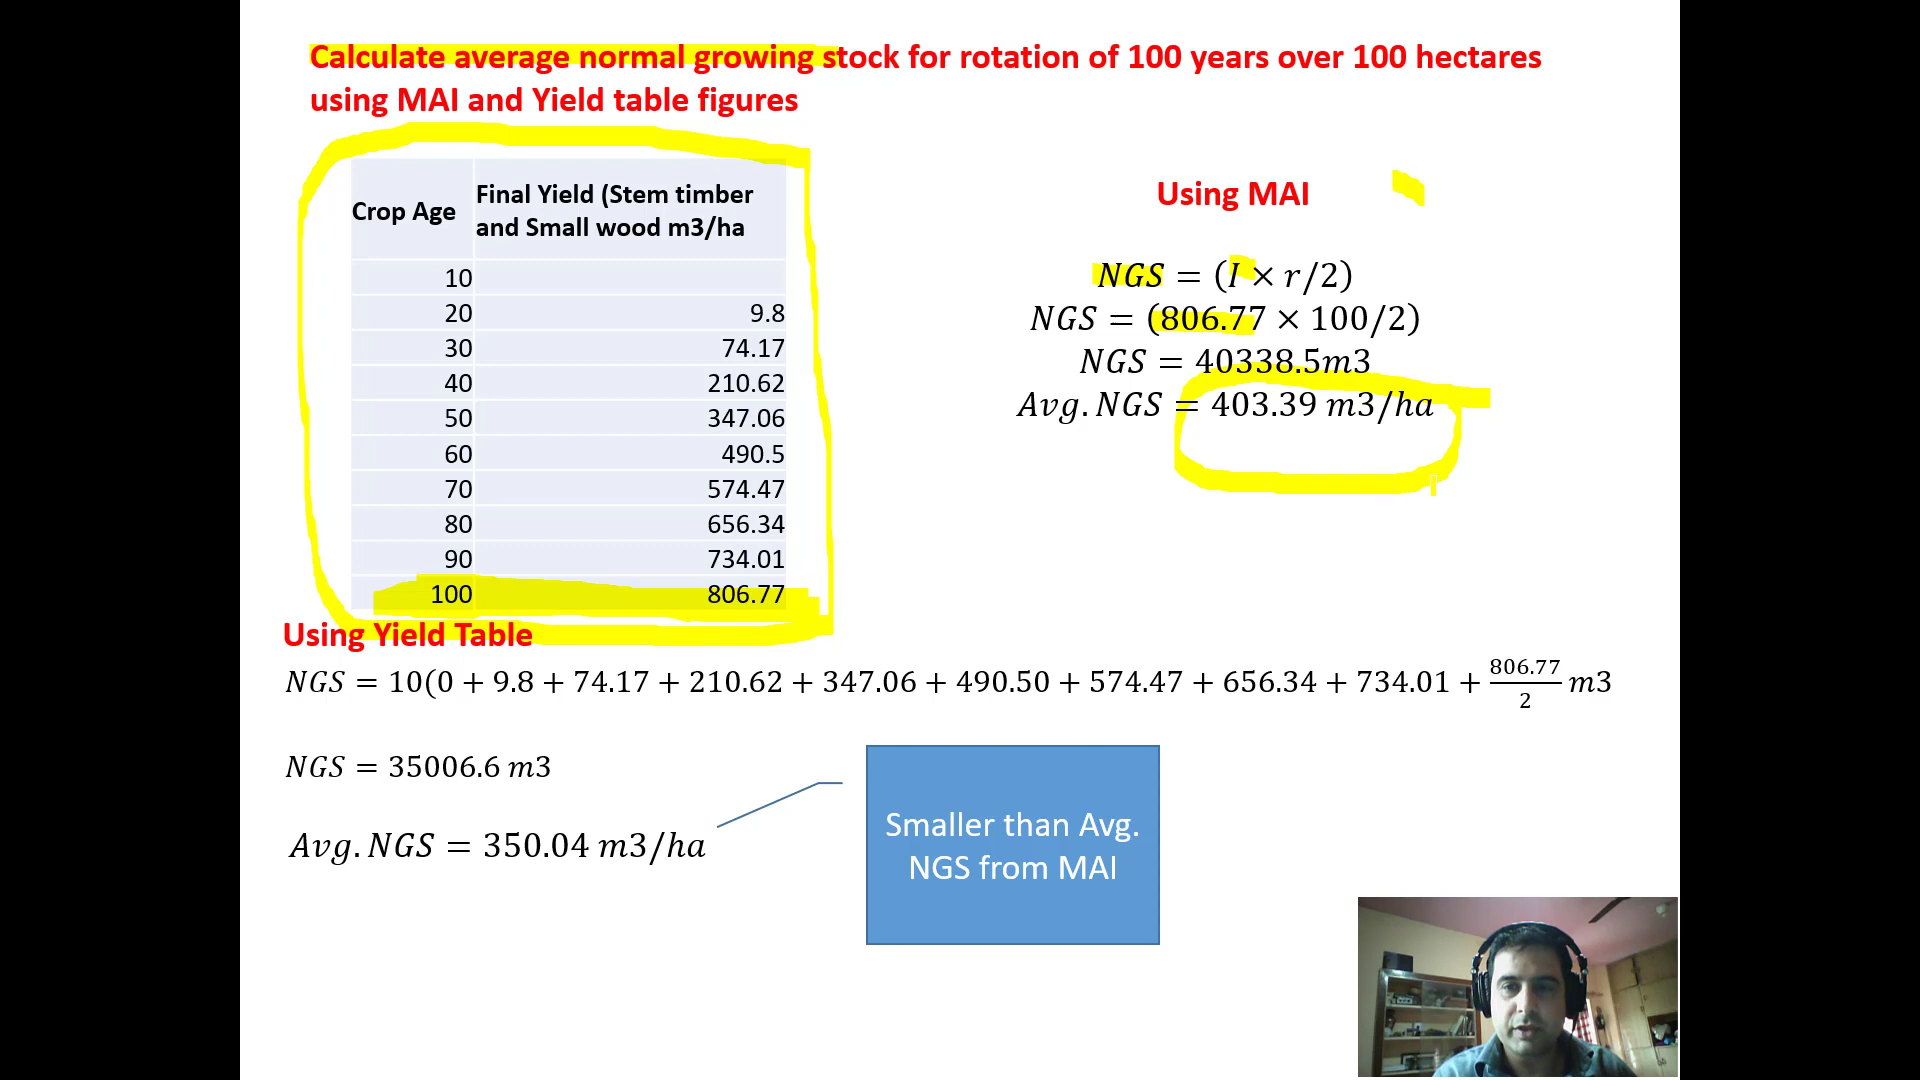 Calculate average normal growing stock for rotation of 100 years over 100 hectares
using MAI and Yield table figures
Crop Age
Final Yield (Stem timber
and Small wood m3/ha
10
20 9.8
30 74.17
40 210.62
50 347.06
60 490.5
70 574.47
80 656.34
90 734.01
100 806.77
Using MAI
NGS = (I × r/2)
NGS = (806.77 × 100/2)
NGS = 40338.5m3
Avg. NGS = 403.39 m3/ha
Using Yield Table
NGS = 10(0 + 9.8 + 74.17 + 210.62 + 347.06 + 490.50 + 574.47 + 656.34 + 734.01 + 806.77/2 m3
NGS = 35006.6 m3
Avg. NGS = 350.04 m3/ha
Smaller than Avg.
NGS from MAI